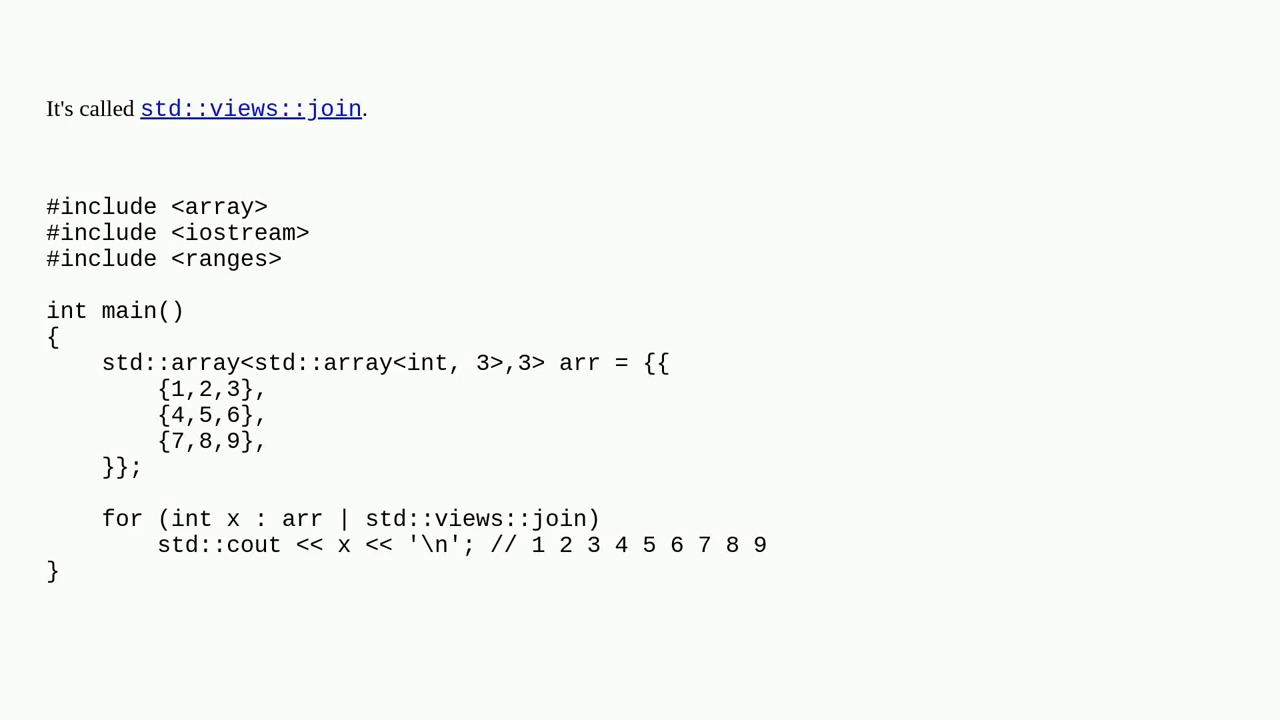 It's called std::views::join.
#include <array>
#include <iostream>
#include <ranges>
int main()
{
    std::array<std::array<int, 3>,3> arr = {{
        {1,2,3},
        {4,5,6},
        {7,8,9},
    }};
    for (int x : arr | std::views::join)
        std::cout << x << '\n'; // 1 2 3 4 5 6 7 8 9
}